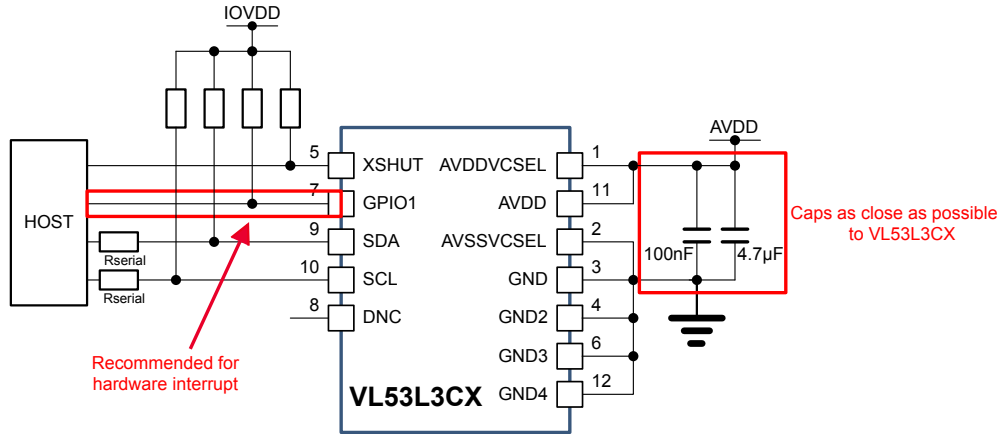 IOVDD
AVDD
5 XSHUT AVDDVCSEL 1
7 GPIO1 AVDD 11
HOST
9 SDA AVSSVCSEL 2
Rserial
10 SCL GND 3
Rserial
8 DNC GND2 4
GND3 6
VL53L3CX GND4 12
100nF 4.7µF
Caps as close as possible
to VL53L3CX
Recommended for
hardware interrupt